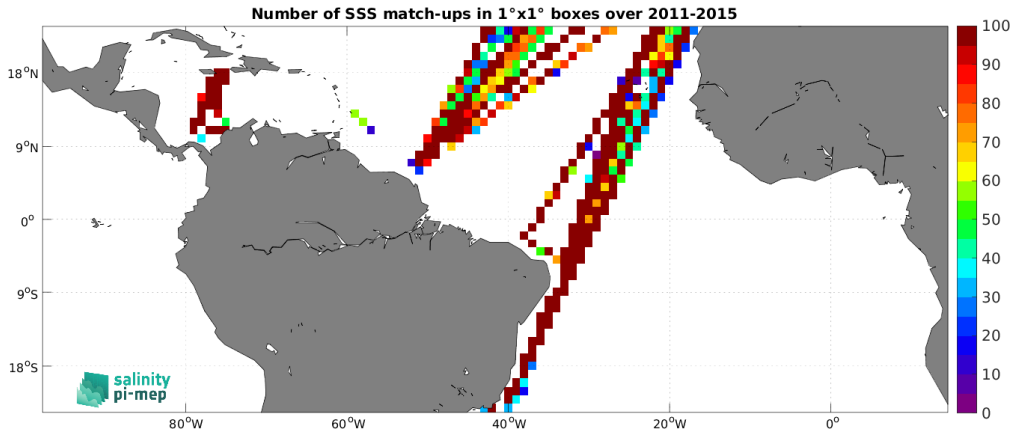 Number of SSS match-ups in 1°x1° boxes over 2011-2015
100
90
80
70
60
50
40
30
20
10
0
18°N
9°N
0°
9°S
18°S
80°W
60°W
40°W
20°W
0°
salinity
pi-mep